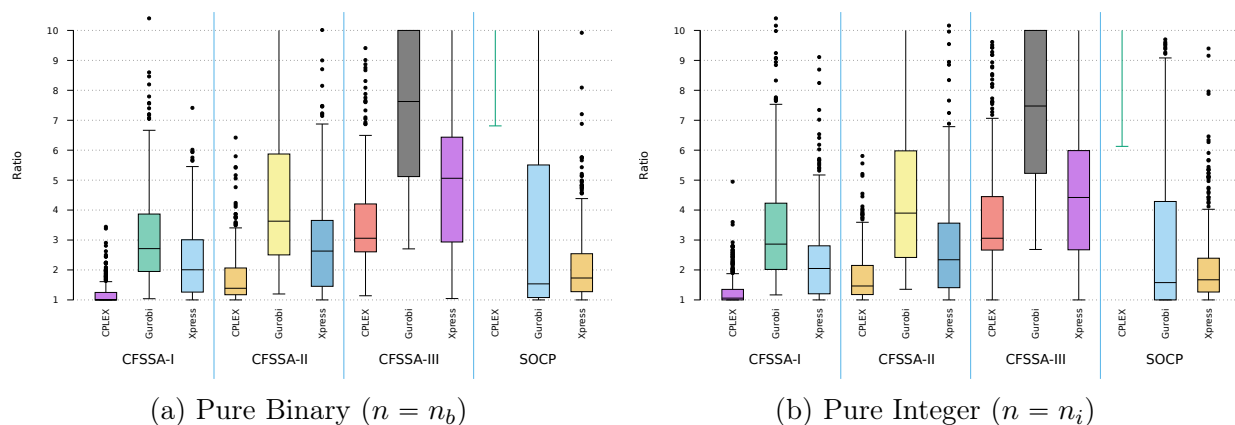 10
9
8
7
6
5
4
3
2
1
Ratio
CPLEX
Gurobi
Xpress
CPLEX
Gurobi
Xpress
CPLEX
Gurobi
Xpress
CPLEX
Gurobi
Xpress
CFSSA-I CFSSA-II CFSSA-III SOCP
(a) Pure Binary (n = n_b)
10
9
8
7
6
5
4
3
2
1
Ratio
CPLEX
Gurobi
Xpress
CPLEX
Gurobi
Xpress
CPLEX
Gurobi
Xpress
CPLEX
Gurobi
Xpress
CFSSA-I CFSSA-II CFSSA-III SOCP
(b) Pure Integer (n = n_i)